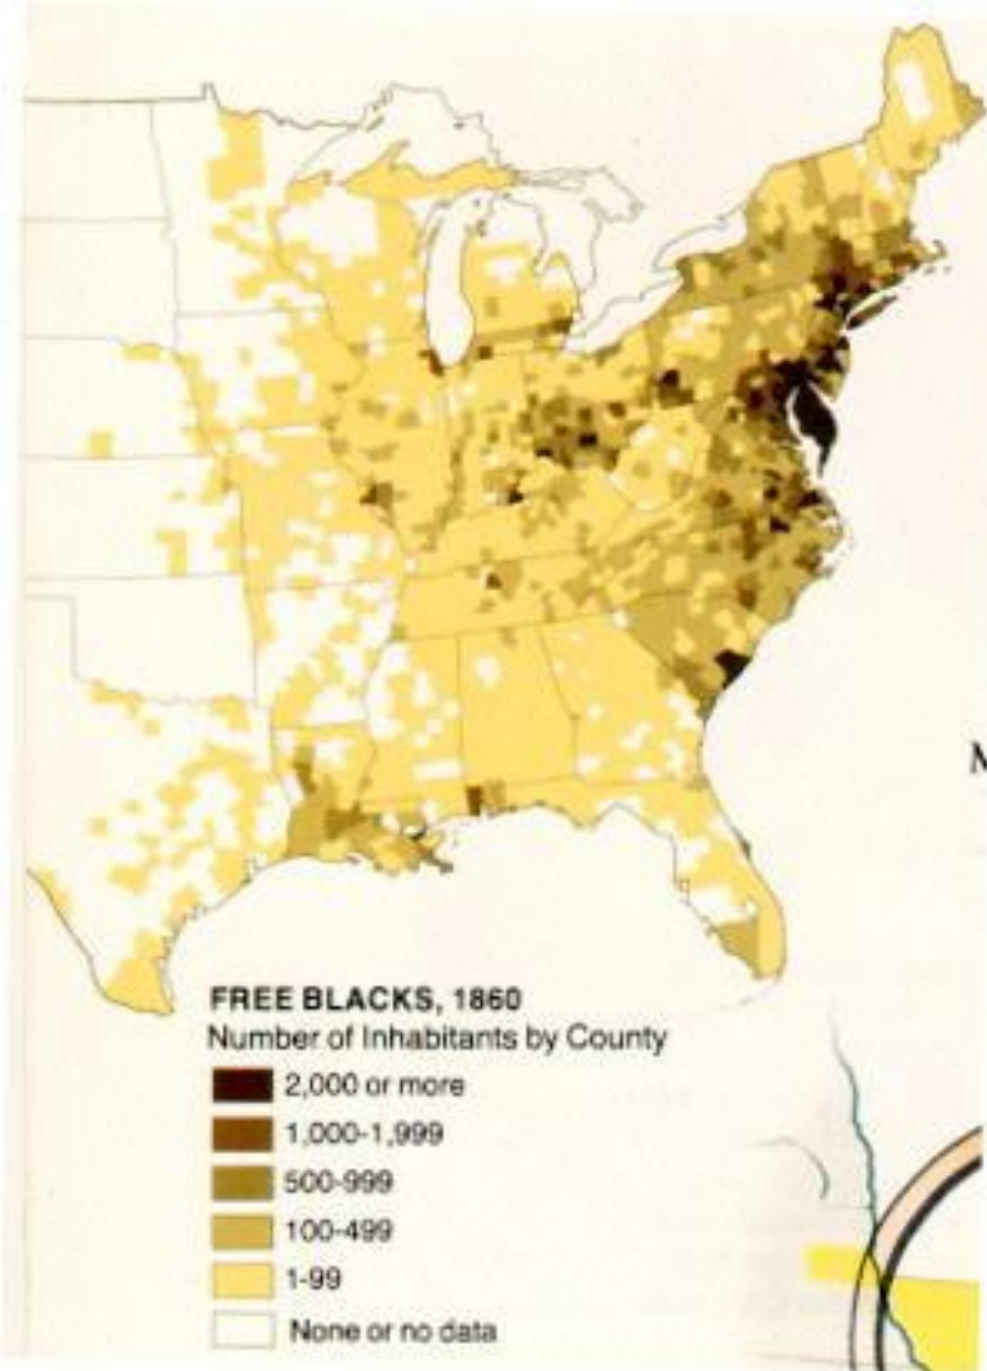 FREE BLACKS, 1860
Number of Inhabitants by County
2,000 or more
1,000-1,999
500-999
100-499
1-99
None or no data